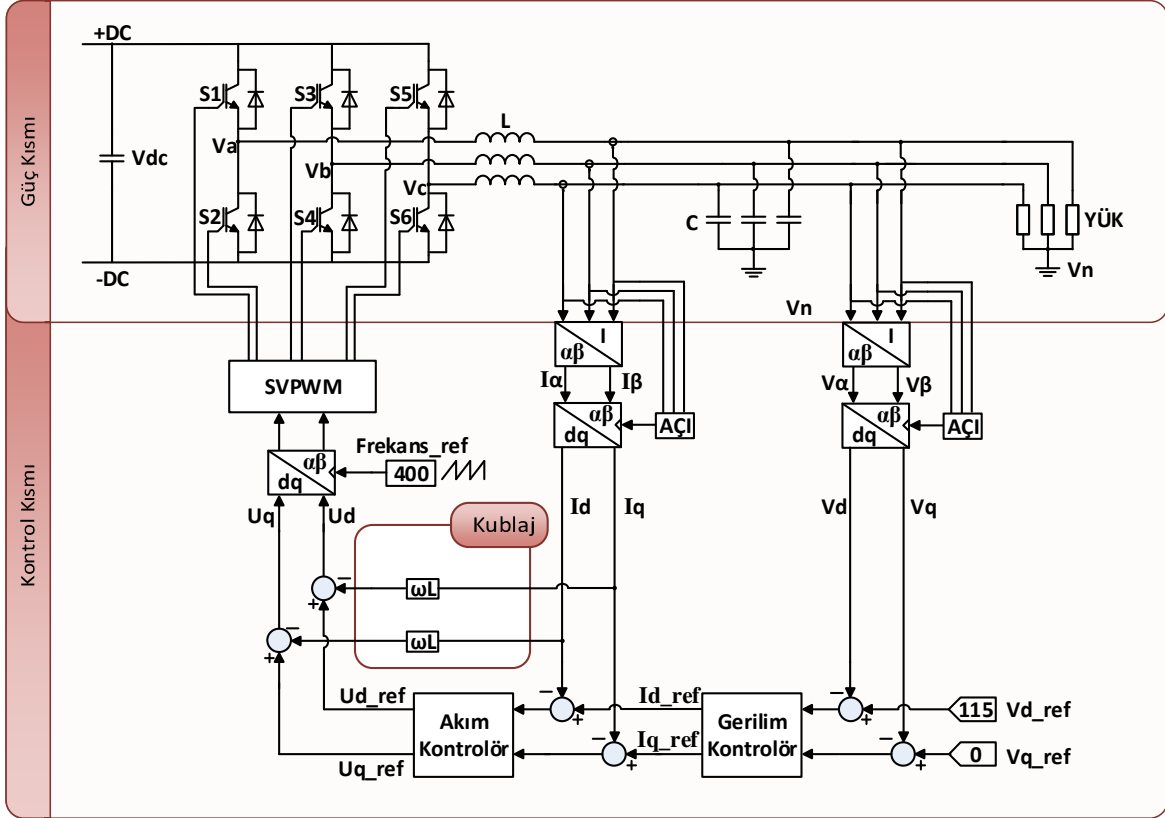 Güç Kısmı
+DC
S1
S3
S5
Va
Vb
Vc
Vdc
S2
S4
S6
-DC
L
C
YÜK
Vn
Vn
Kontrol Kısmı
SVPWM
I
αβ
I
αβ
Iα
Iβ
Vα
Vβ
αβ
dq
AÇI
αβ
dq
AÇI
Frekans_ref
400
αβ
dq
Uq
Ud
Id
Iq
Vd
Vq
Kublaj
ωL
ωL
−
+
−
+
Ud_ref
Uq_ref
Akım
Kontrolör
−
+
−
+
Id_ref
Iq_ref
Gerilim
Kontrolör
−
+
−
+
115
Vd_ref
0
Vq_ref